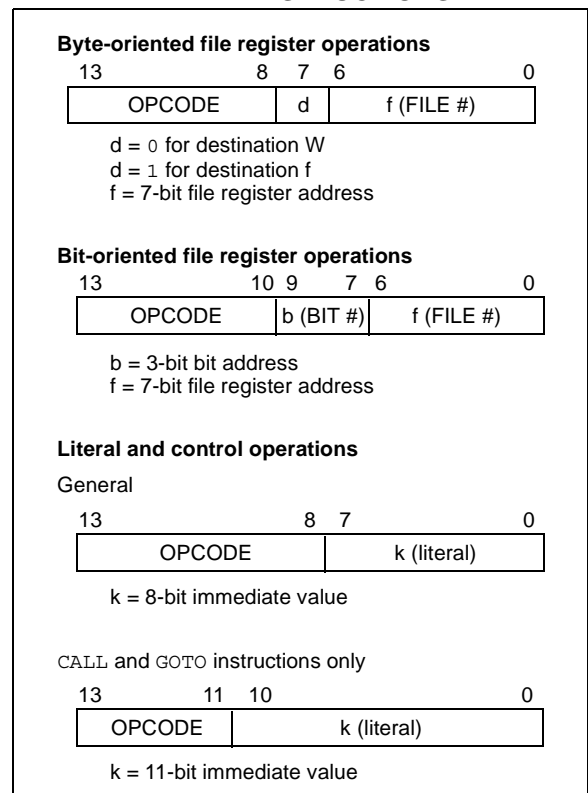 Byte-oriented file register operations
13 8 7 6 0
OPCODE d f (FILE #)
d = 0 for destination W
d = 1 for destination f
f = 7-bit file register address
Bit-oriented file register operations
13 10 9 7 6 0
OPCODE b (BIT #) f (FILE #)
b = 3-bit bit address
f = 7-bit file register address
Literal and control operations
General
13 8 7 0
OPCODE k (literal)
k = 8-bit immediate value
CALL and GOTO instructions only
13 11 10 0
OPCODE k (literal)
k = 11-bit immediate value